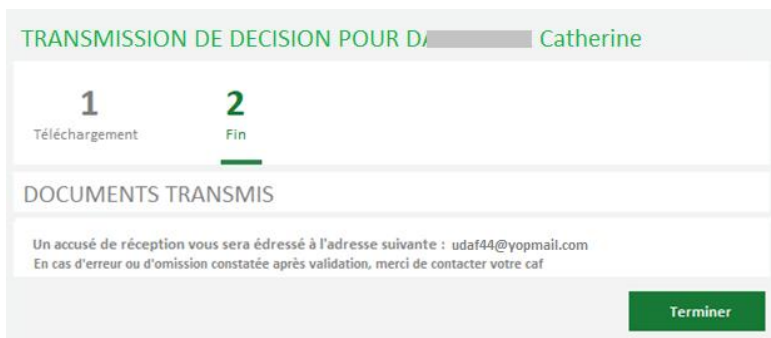 TRANSMISSION DE DECISION POUR D Catherine
1
Téléchargement
2
Fin
DOCUMENTS TRANSMIS
Un accusé de réception vous sera édressé à l'adresse suivante : udaf44@yopmail.com
En cas d'erreur ou d'omission constatée après validation, merci de contacter votre caf
Terminer